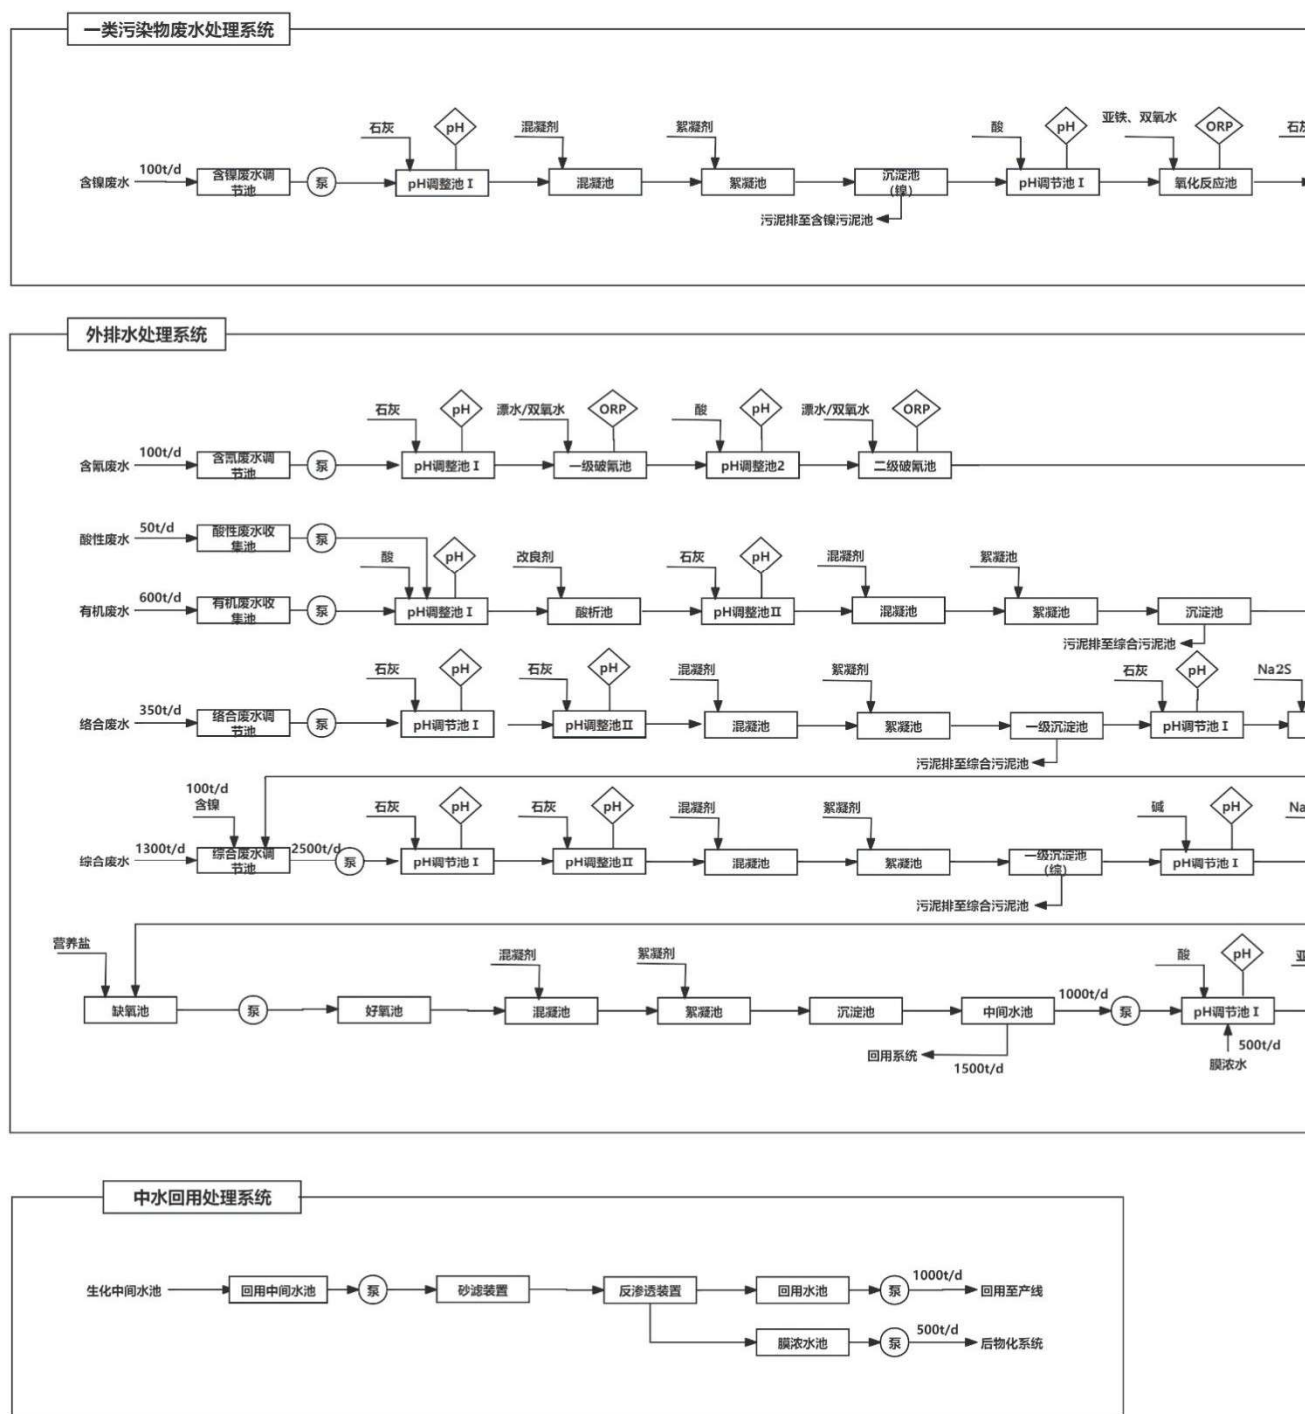 一类污染物废水处理系统
石灰
pH
混凝剂
絮凝剂
酸
pH
亚铁、双氧水
ORP
石灰
含镍废水
100t/d
含镍废水调
节池
泵
pH调整池Ⅰ
混凝池
絮凝池
沉淀池
（镍）
pH调节池Ⅰ
氧化反应池
污泥排至含镍污泥池
外排水处理系统
石灰
pH
漂水/双氧水
ORP
酸
pH
漂水/双氧水
ORP
含氰废水
100t/d
含氰废水调
节池
泵
pH调整池Ⅰ
一级破氰池
pH调整池2
二级破氰池
酸性废水
50t/d
酸性废水收
集池
泵
酸
pH
改良剂
石灰
pH
混凝剂
絮凝池
有机废水
600t/d
有机废水收
集池
泵
pH调整池Ⅰ
酸析池
pH调整池Ⅱ
混凝池
絮凝池
沉淀池
污泥排至综合污泥池
石灰
pH
石灰
pH
混凝剂
絮凝剂
石灰
pH
Na2S
络合废水
350t/d
络合废水调
节池
泵
pH调节池Ⅰ
pH调整池Ⅱ
混凝池
絮凝池
一级沉淀池
pH调节池Ⅰ
污泥排至综合污泥池
100t/d
含镍
石灰
pH
石灰
pH
混凝剂
絮凝剂
碱
pH
Na
综合废水
1300t/d
综合废水调
节池
2500t/d
泵
pH调节池Ⅰ
pH调整池Ⅱ
混凝池
絮凝池
一级沉淀池
（综）
pH调节池Ⅰ
污泥排至综合污泥池
营养盐
混凝剂
絮凝剂
酸
pH
亚
缺氧池
泵
好氧池
混凝池
絮凝池
沉淀池
中间水池
1000t/d
泵
pH调节池Ⅰ
回用系统
1500t/d
500t/d
膜浓水
中水回用处理系统
生化中间水池
回用中间水池
泵
砂滤装置
反渗透装置
回用水池
泵
1000t/d
回用至产线
膜浓水池
泵
500t/d
后物化系统